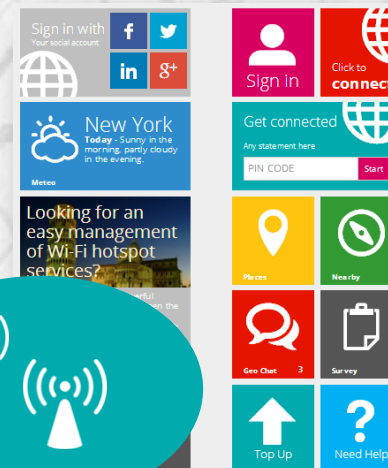 Sign in with
Your social account
f
in
g+
New York
Today - Sunny in the
morning, partly cloudy
in the evening.
Meteo
Looking for an
easy management
of Wi-Fi hotspot
services?
Sign in
Click to
connec
Get connected
Any statement here
PIN CODE
Start
Places
Nearby
Geo Chat 3
Survey
Top Up
?
Need Help